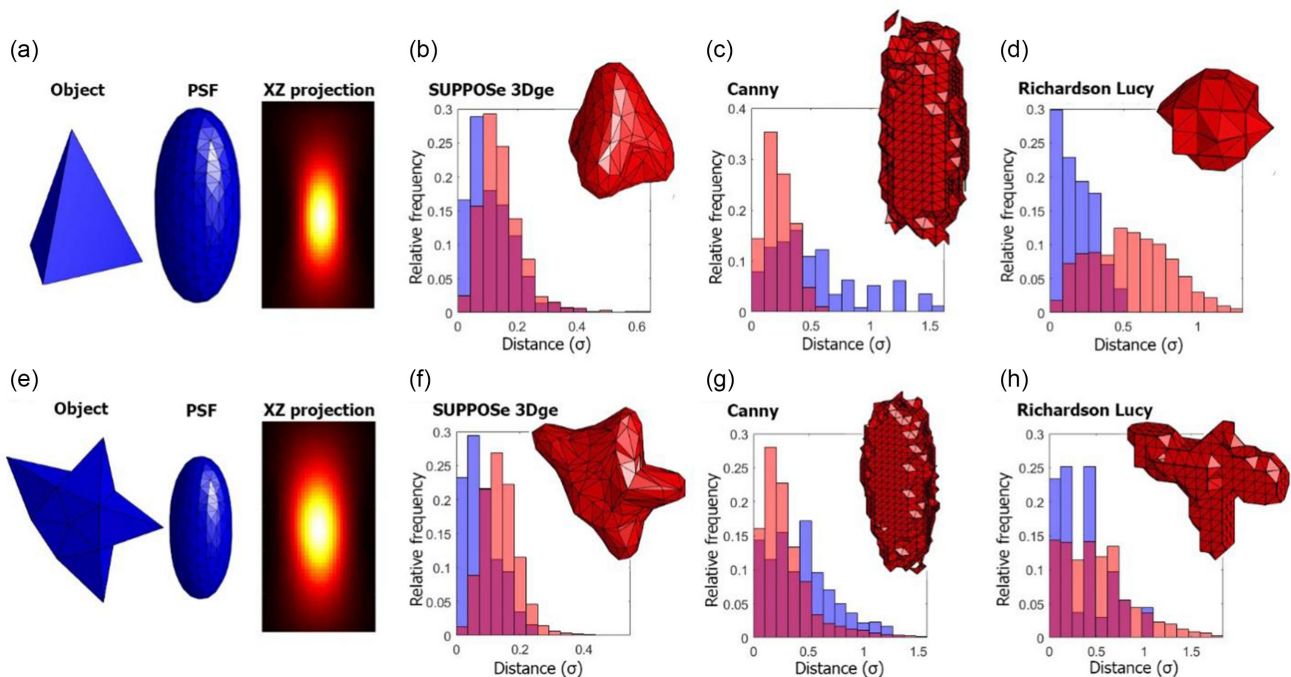 (a)
Object
PSF
XZ projection
(b)
SUPPOSe 3Dge
0.3
0.25
0.2
0.15
0.1
0.05
0
Relative frequency
0 0.2 0.4 0.6
Distance (σ)
(c)
Canny
0.4
0.3
0.2
0.1
0
Relative frequency
0 0.5 1 1.5
Distance (σ)
(d)
Richardson Lucy
0.3
0.25
0.2
0.15
0.1
0.05
0
Relative frequency
0 0.5 1
Distance (σ)
(e)
Object
PSF
XZ projection
(f)
SUPPOSe 3Dge
0.3
0.25
0.2
0.15
0.1
0.05
0
Relative frequency
0 0.2 0.4
Distance (σ)
(g)
Canny
0.3
0.25
0.2
0.15
0.1
0.05
0
Relative frequency
0 0.5 1 1.5
Distance (σ)
(h)
Richardson Lucy
0.3
0.25
0.2
0.15
0.1
0.05
0
Relative frequency
0 0.5 1 1.5
Distance (σ)